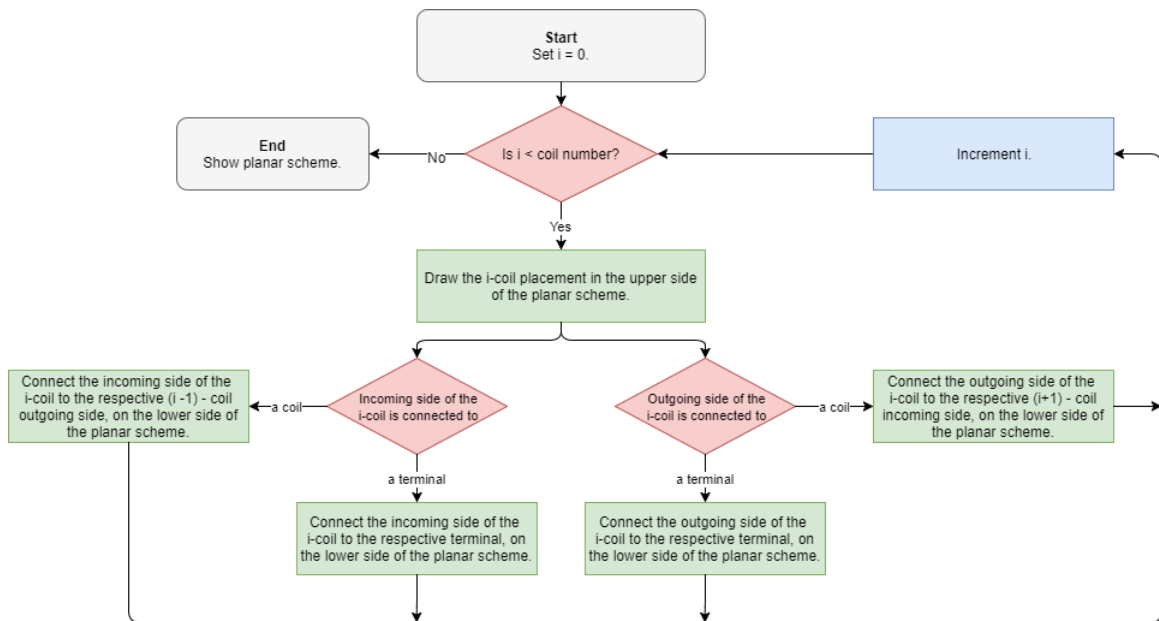 Start
Set i = 0.
End
Show planar scheme.
No
Is i < coil number?
Increment i.
Yes
Draw the i-coil placement in the upper side
of the planar scheme.
Connect the incoming side of the
i-coil to the respective (i -1) - coil
outgoing side, on the lower side of
the planar scheme.
a coil
Incoming side of the
i-coil is connected to
Outgoing side of the
i-coil is connected to
a coil
Connect the outgoing side of the
i-coil to the respective (i+1) - coil
incoming side, on the lower side of
the planar scheme.
a terminal
a terminal
Connect the incoming side of the
i-coil to the respective terminal, on
the lower side of the planar scheme.
Connect the outgoing side of the
i-coil to the respective terminal, on
the lower side of the planar scheme.